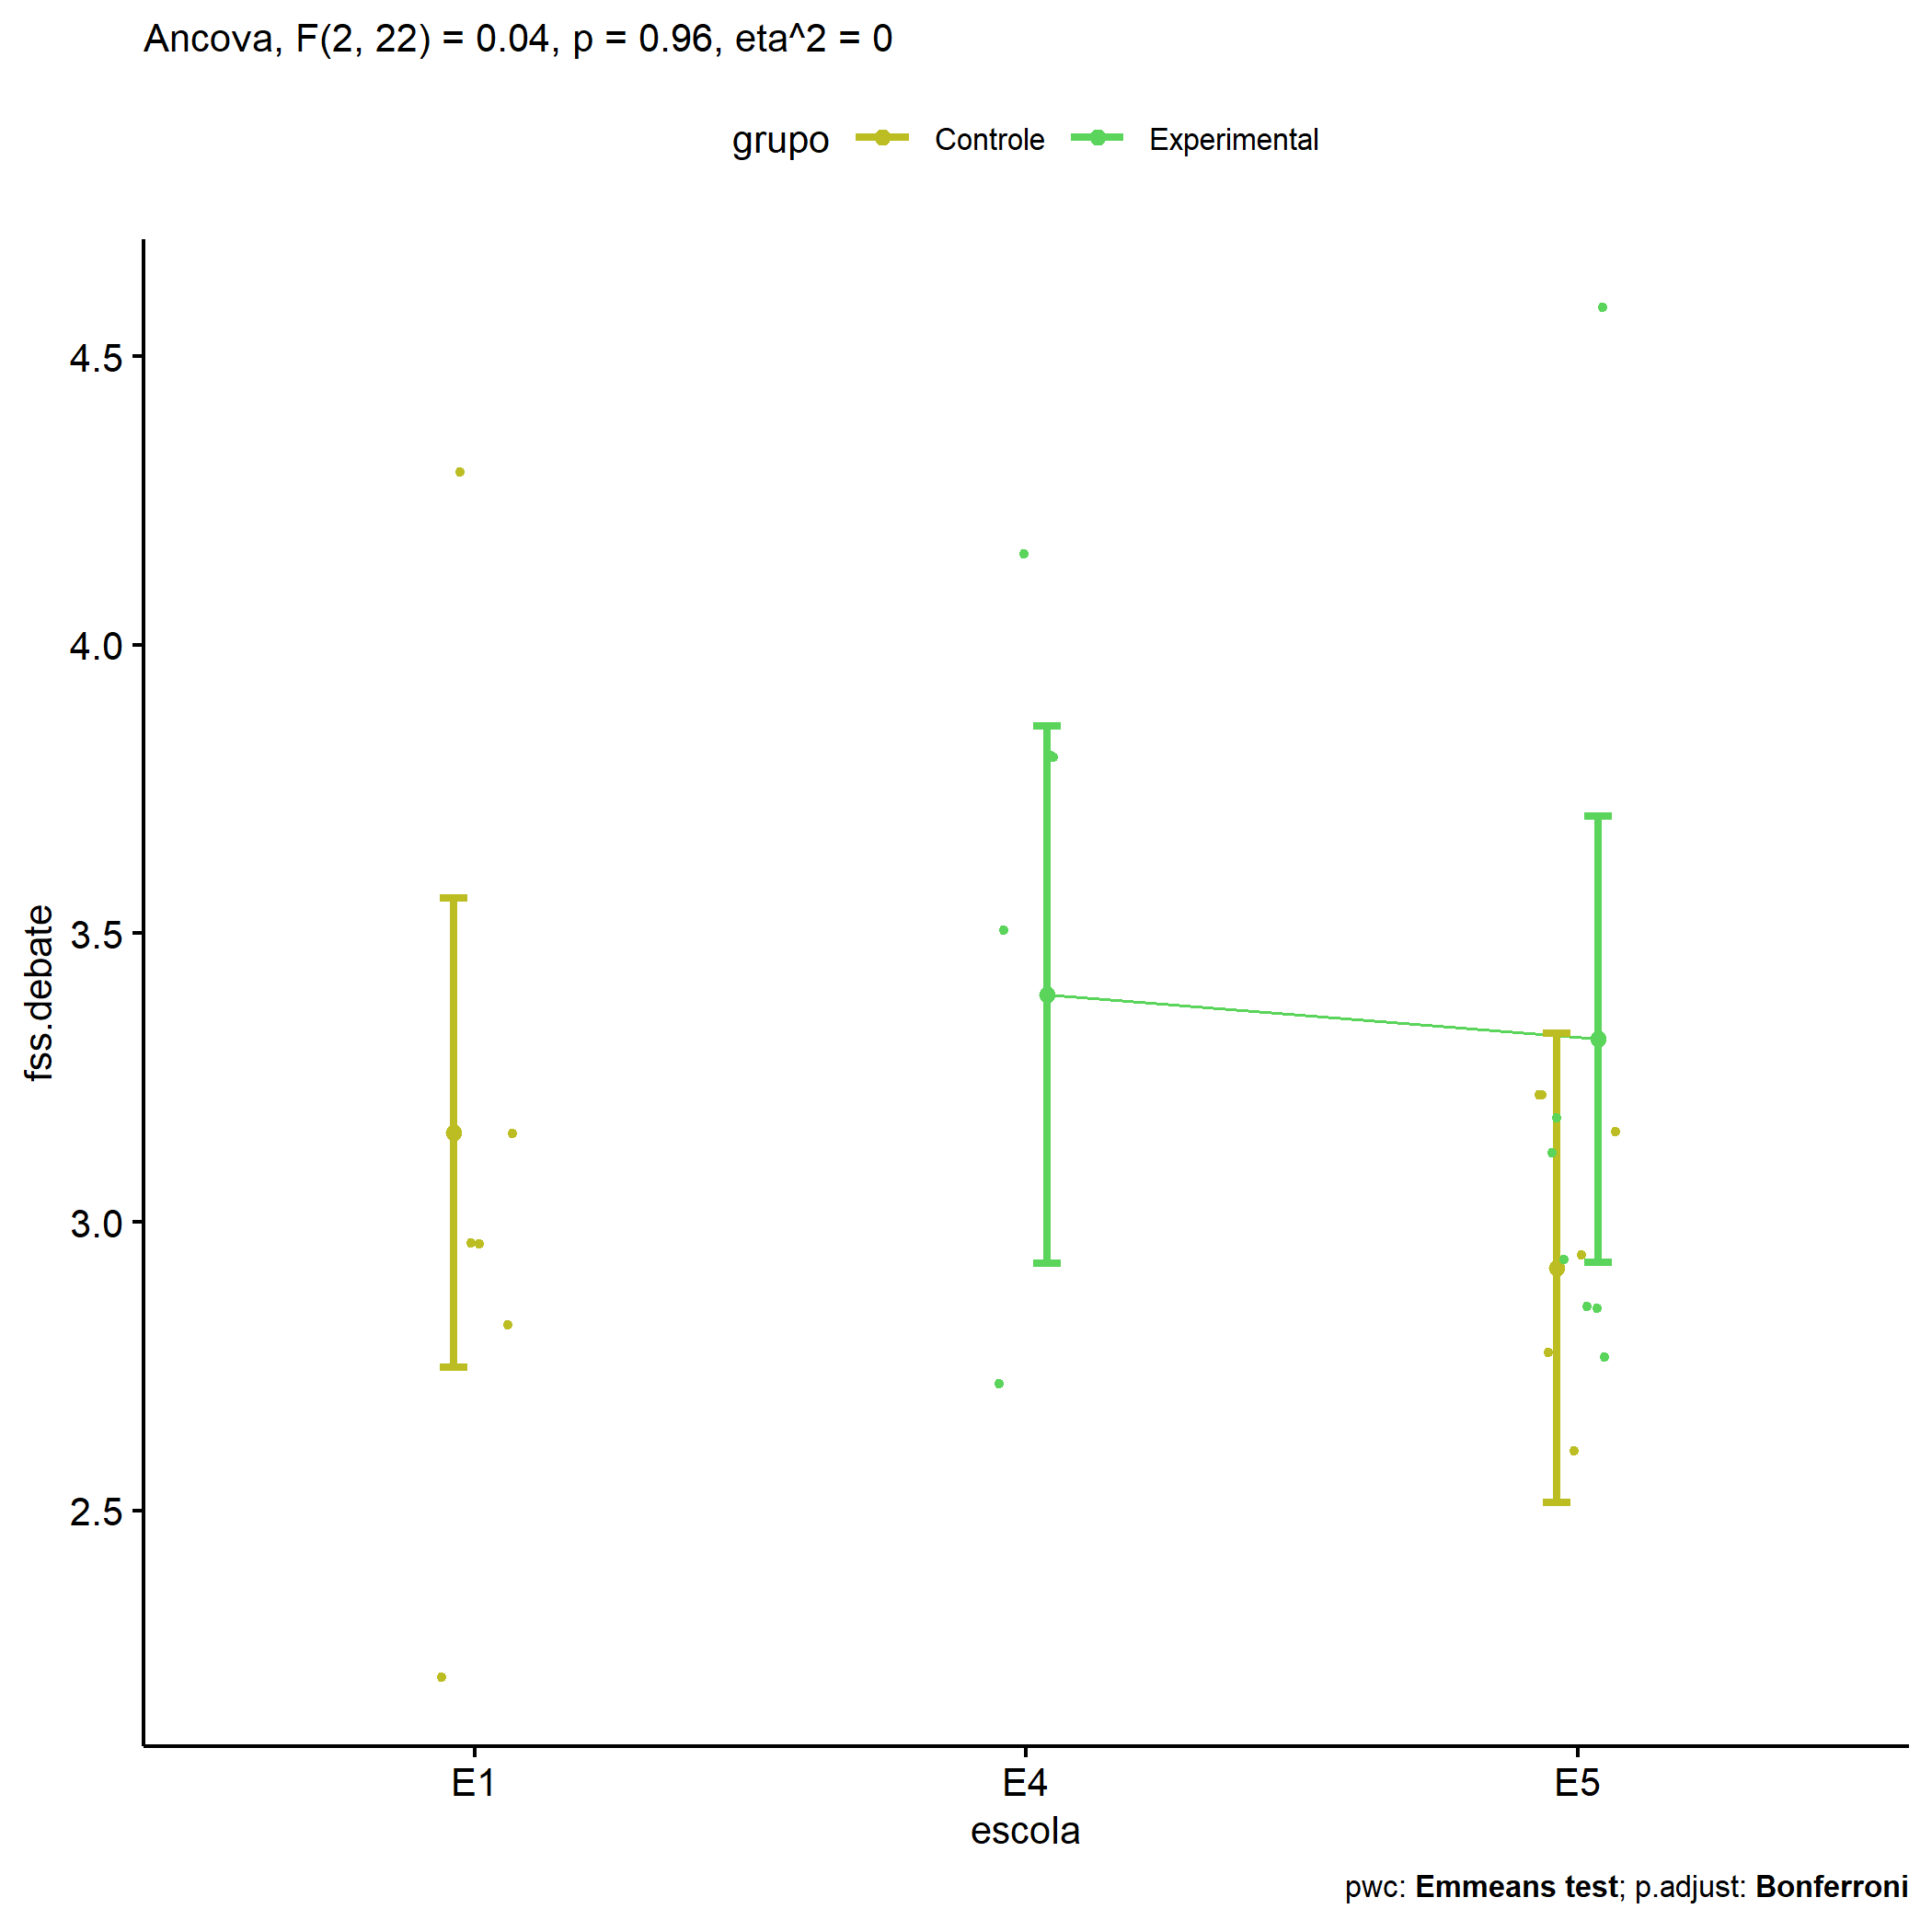 Ancova, F(2, 22) = 0.04, p = 0.96, eta^2 = 0
grupo Controle Experimental
4.5
4.0
3.5
3.0
2.5
fss.debate
E1 E4 E5
escola
pwc: Emmeans test; p.adjust: Bonferroni